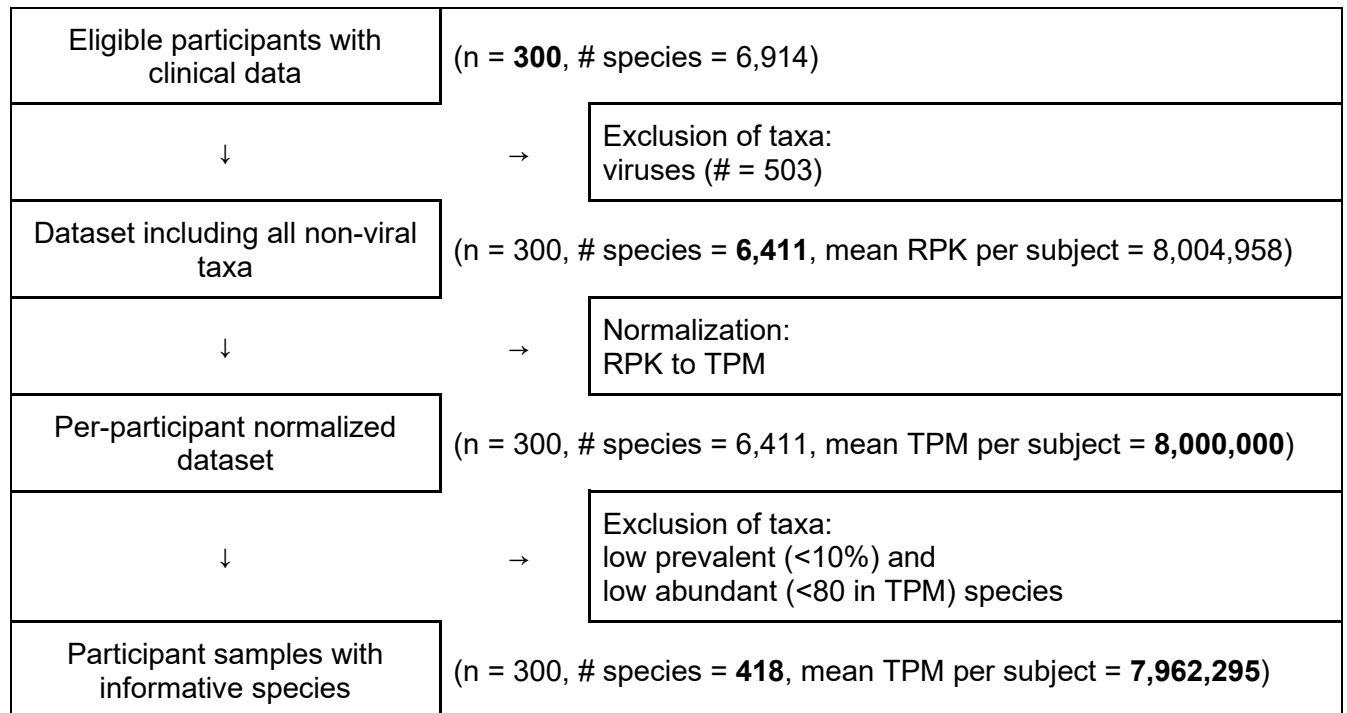 Eligible participants with
clinical data
(n = 300, # species = 6,914)
↓
→
Exclusion of taxa:
viruses (# = 503)
Dataset including all non-viral
taxa
(n = 300, # species = 6,411, mean RPK per subject = 8,004,958)
↓
→
Normalization:
RPK to TPM
Per-participant normalized
dataset
(n = 300, # species = 6,411, mean TPM per subject = 8,000,000)
↓
→
Exclusion of taxa:
low prevalent (<10%) and
low abundant (<80 in TPM) species
Participant samples with
informative species
(n = 300, # species = 418, mean TPM per subject = 7,962,295)